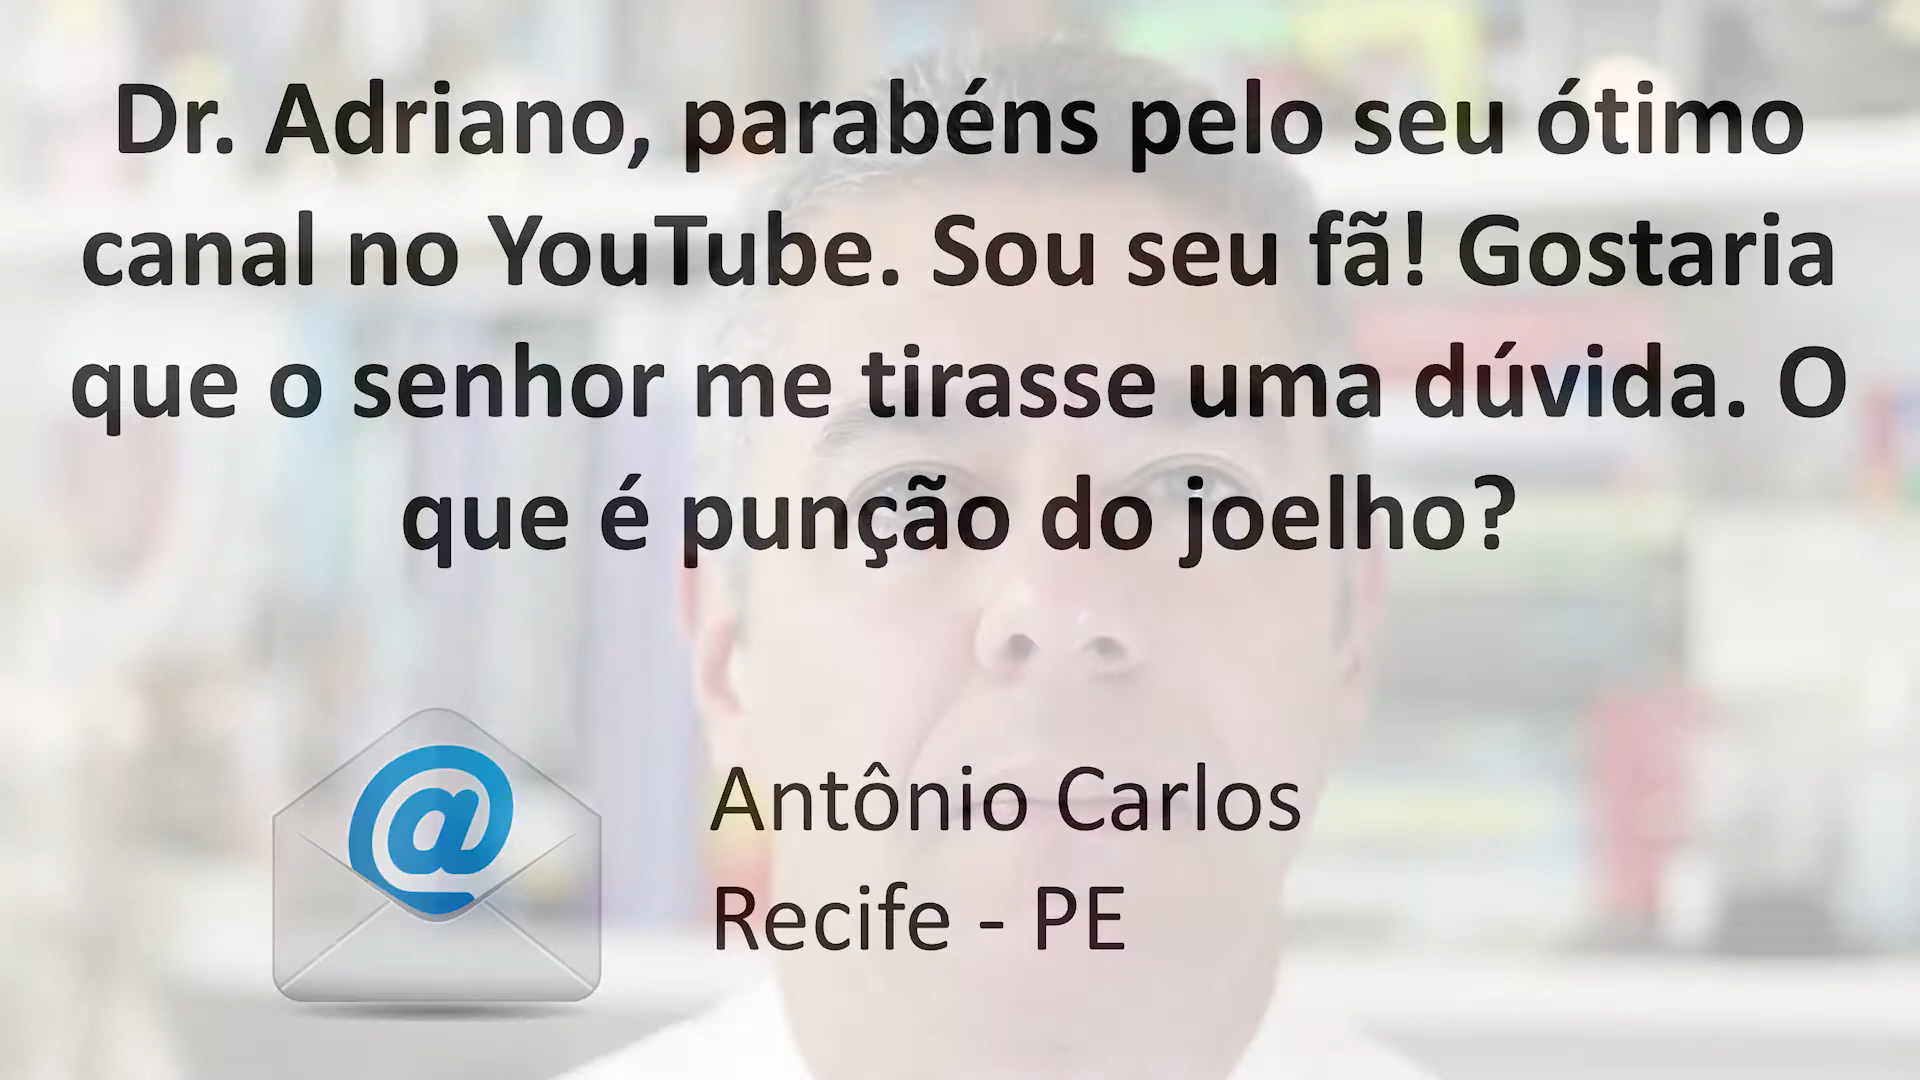 Dr. Adriano, parabéns pelo seu ótimo
canal no YouTube. Sou seu fã! Gostaria
que o senhor me tirasse uma dúvida. O
que é punção do joelho?
@
Antônio Carlos
Recife - PE